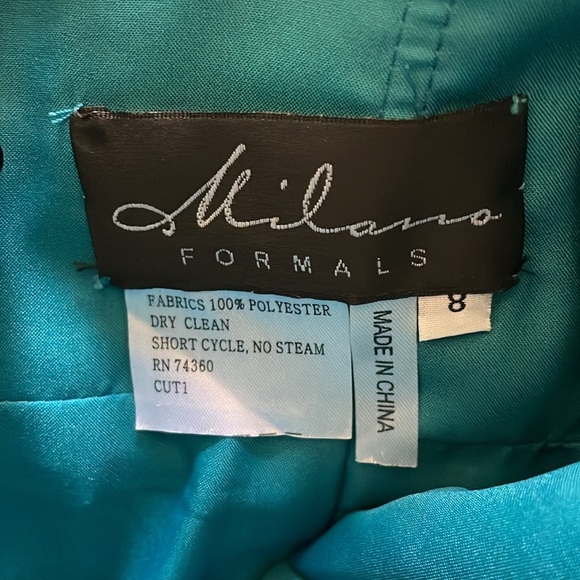 Milano
FORMALS
FABRICS 100% POLYESTER
DRY CLEAN
SHORT CYCLE, NO STEAM
RN 74360
CUT1
MADE IN CHINA
8